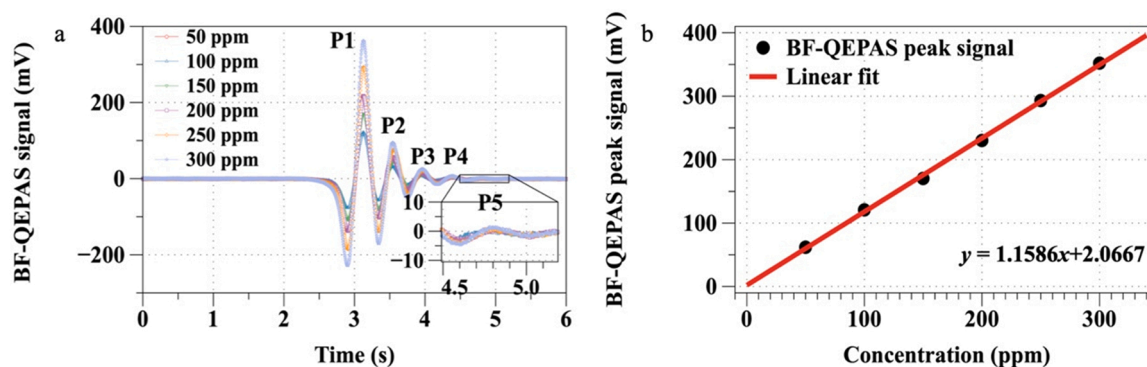 a
BF-QEPAS signal (mV)
400
200
0
−200
50 ppm
100 ppm
150 ppm
200 ppm
250 ppm
300 ppm
P1
P2
P3 P4
P5
10
0
−10
4.5 5.0
0 1 2 3 4 5 6
Time (s)
b
BF-QEPAS peak signal (mV)
400
300
200
100
0
BF-QEPAS peak signal
Linear fit
y = 1.1586x+2.0667
0 100 200 300
Concentration (ppm)